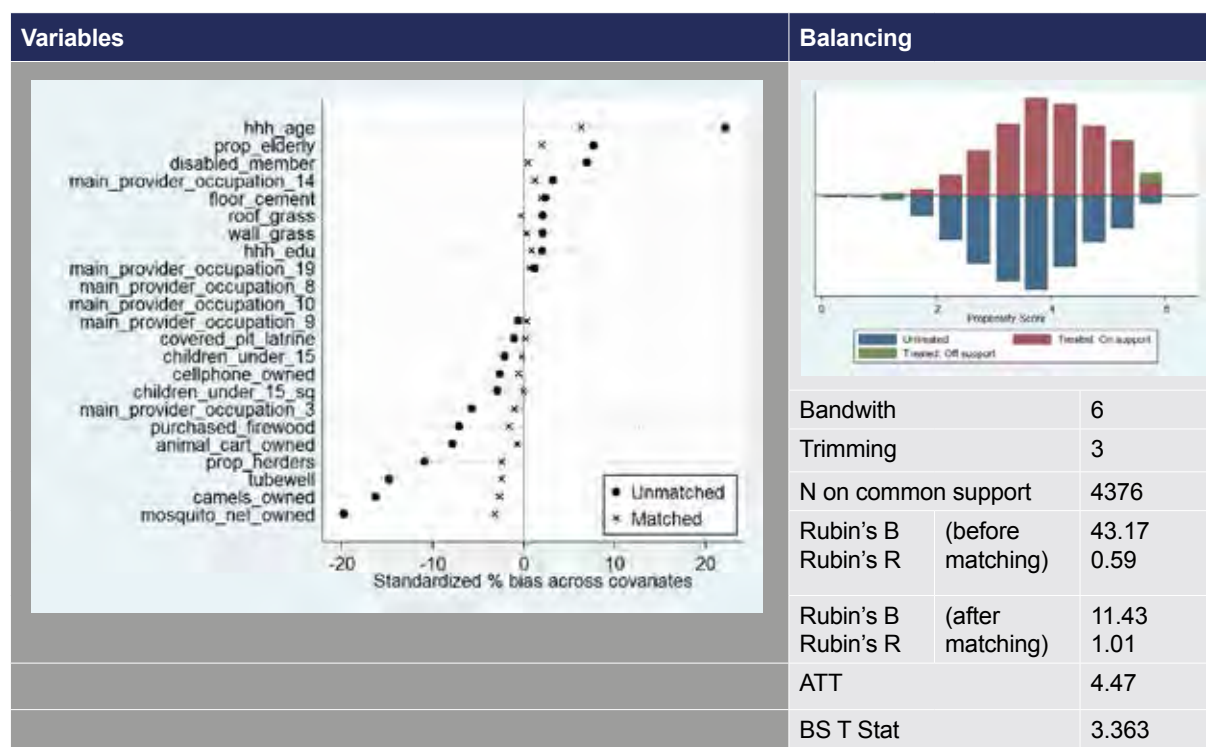 Variables
Balancing
hhh_age
prop_elderly
disabled_member
main_provider_occupation_14
floor_cement
roof_grass
wall_grass
hhh_edu
main_provider_occupation_19
main_provider_occupation_8
main_provider_occupation_10
main_provider_occupation_9
covered_pit_latrine
children_under_15
cellphone_owned
children_under_15_sq
main_provider_occupation_3
purchased_firewood
animal_cart_owned
prop_herders
tubewell
camels_owned
mosquito_net_owned
Unmatched
Matched
-20 -10 0 10 20
Standardized % bias across covariates
0 .2 .4 .6
Propensity Score
Untreated Treated: On support
Treated: Off support
Bandwith 6
Trimming 3
N on common support 4376
Rubin's B (before 43.17
Rubin's R matching) 0.59
Rubin's B (after 11.43
Rubin's R matching) 1.01
ATT 4.47
BS T Stat 3.363